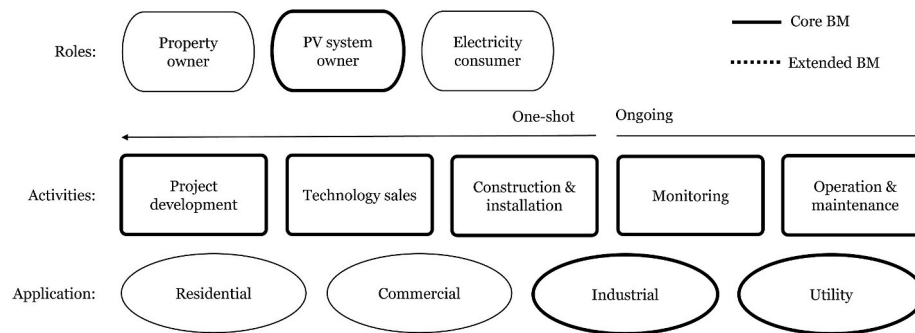 Roles:
Property
owner
PV system
owner
Electricity
consumer
Core BM
Extended BM
One-shot
Ongoing
Activities:
Project
development
Technology sales
Construction &
installation
Monitoring
Operation &
maintenance
Application:
Residential
Commercial
Industrial
Utility